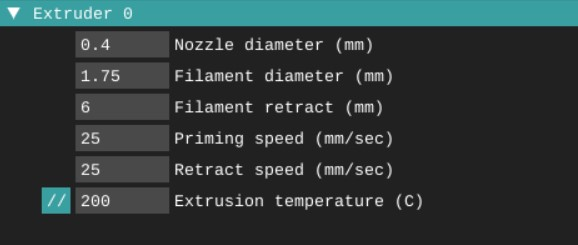 ▼ Extruder 0
0.4 Nozzle diameter (mm)
1.75 Filament diameter (mm)
6 Filament retract (mm)
25 Priming speed (mm/sec)
25 Retract speed (mm/sec)
// 200 Extrusion temperature (C)